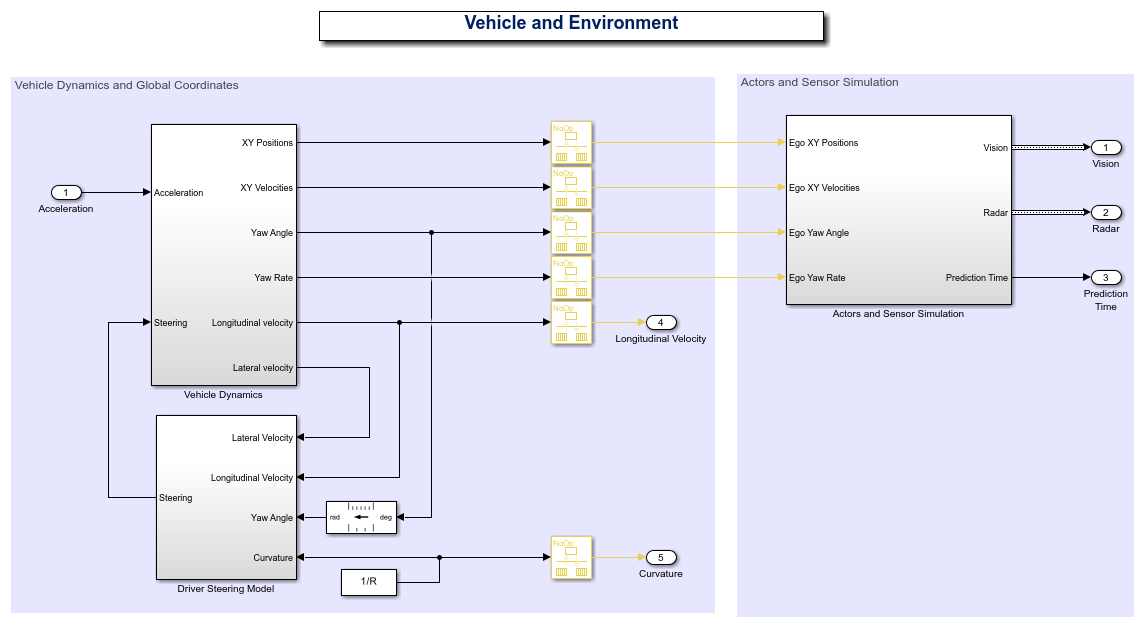 Vehicle and Environment
Vehicle Dynamics and Global Coordinates
Actors and Sensor Simulation
1
Acceleration
Acceleration
Steering
XY Positions
XY Velocities
Yaw Angle
Yaw Rate
Longitudinal velocity
Lateral velocity
Vehicle Dynamics
NoOp
NoOp
NoOp
NoOp
NoOp
4
Longitudinal Velocity
Ego XY Positions
Ego XY Velocities
Ego Yaw Angle
Ego Yaw Rate
Vision
Radar
Prediction Time
Actors and Sensor Simulation
1
Vision
2
Radar
3
Prediction
Time
Lateral Velocity
Longitudinal Velocity
Steering
Yaw Angle
Curvature
Driver Steering Model
rad
deg
1/R
NoOp
5
Curvature